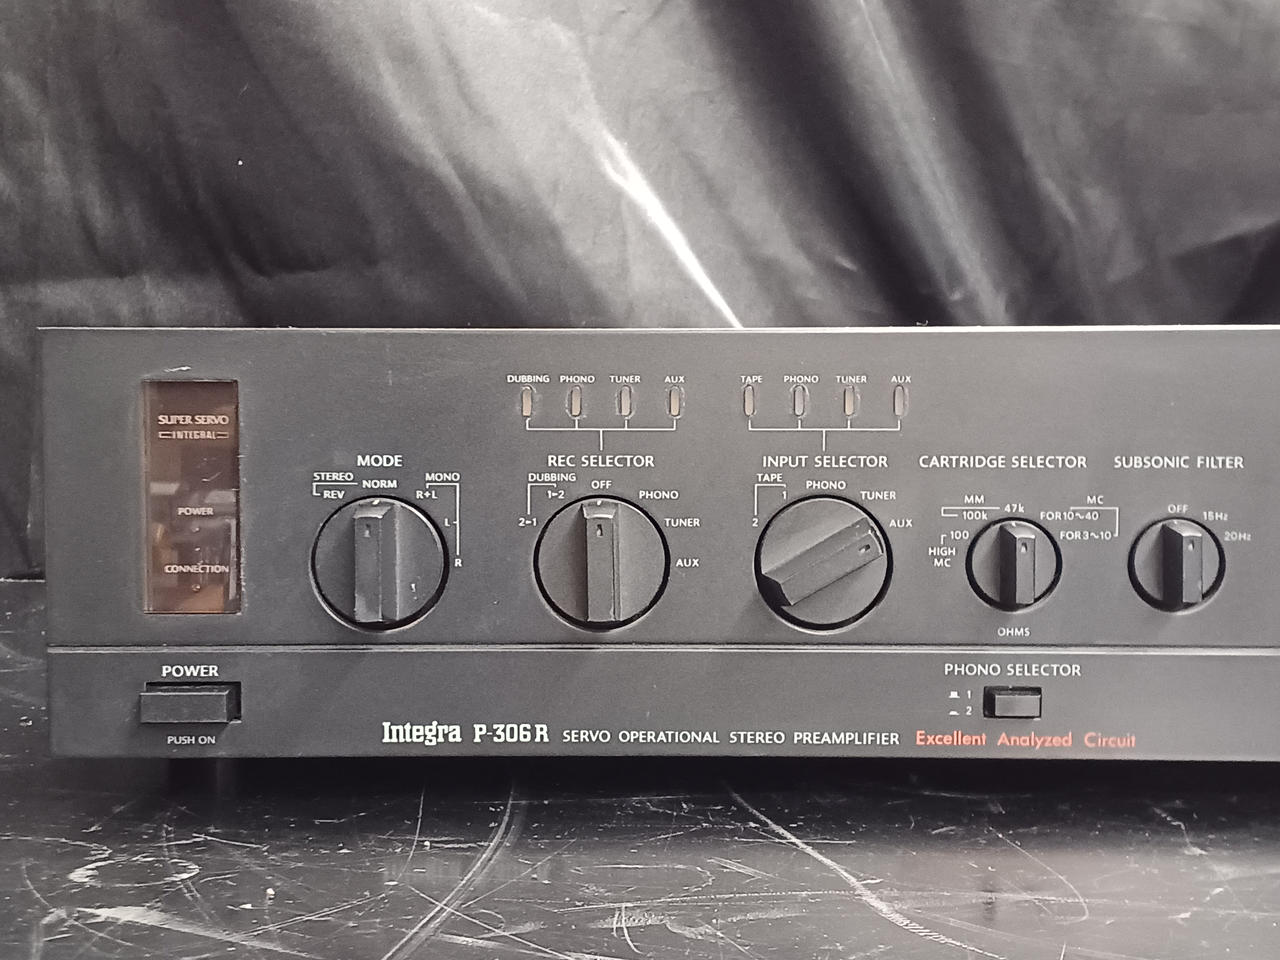 SUPER SERVO
INTEGRAL
POWER
CONNECTION
MODE
STEREO
REV
NORM
MONO
R+L
L
R
DUBBING PHONO TUNER AUX
REC SELECTOR
DUBBING
1▸2
2▸1
OFF
PHONO
TUNER
AUX
TAPE PHONO TUNER AUX
INPUT SELECTOR
TAPE
1
2
PHONO
TUNER
AUX
CARTRIDGE SELECTOR
MM
100k
47k
MC
FOR10~40
FOR3~10
100
HIGH
MC
OHMS
SUBSONIC FILTER
OFF
15Hz
20Hz
POWER
PUSH ON
PHONO SELECTOR
1
2
Integra P-306R SERVO OPERATIONAL STEREO PREAMPLIFIER Excellent Analyzed Circuit